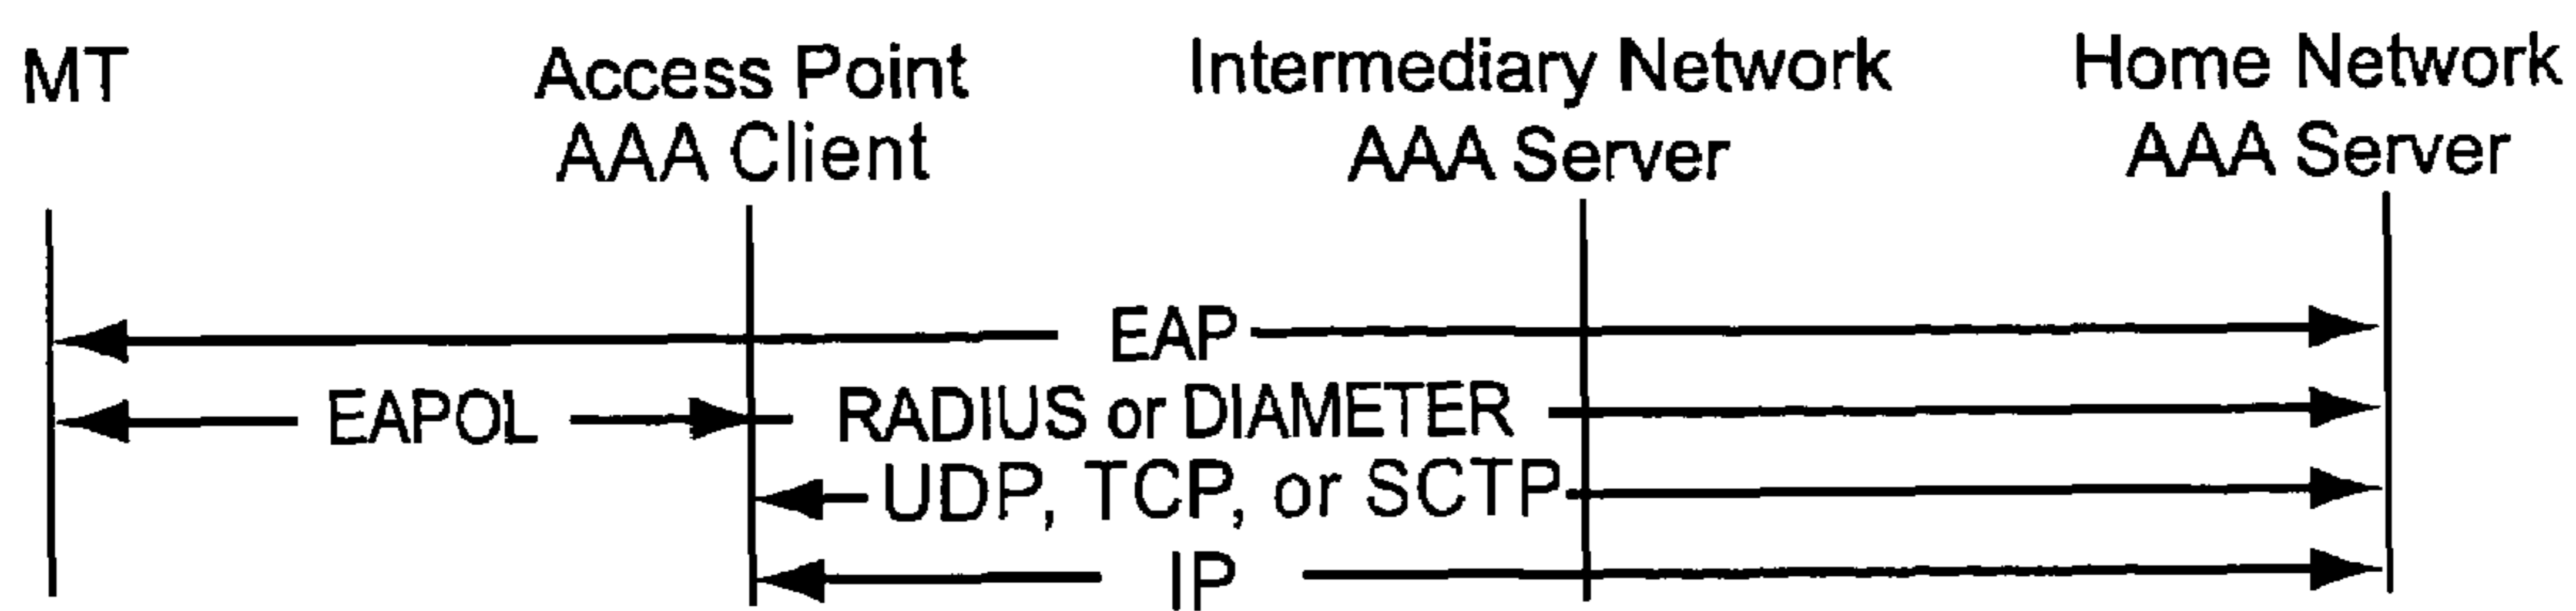 MT
Access Point
AAA Client
Intermediary Network
AAA Server
Home Network
AAA Server
EAP
EAPOL
RADIUS or DIAMETER
UDP, TCP, or SCTP
IP